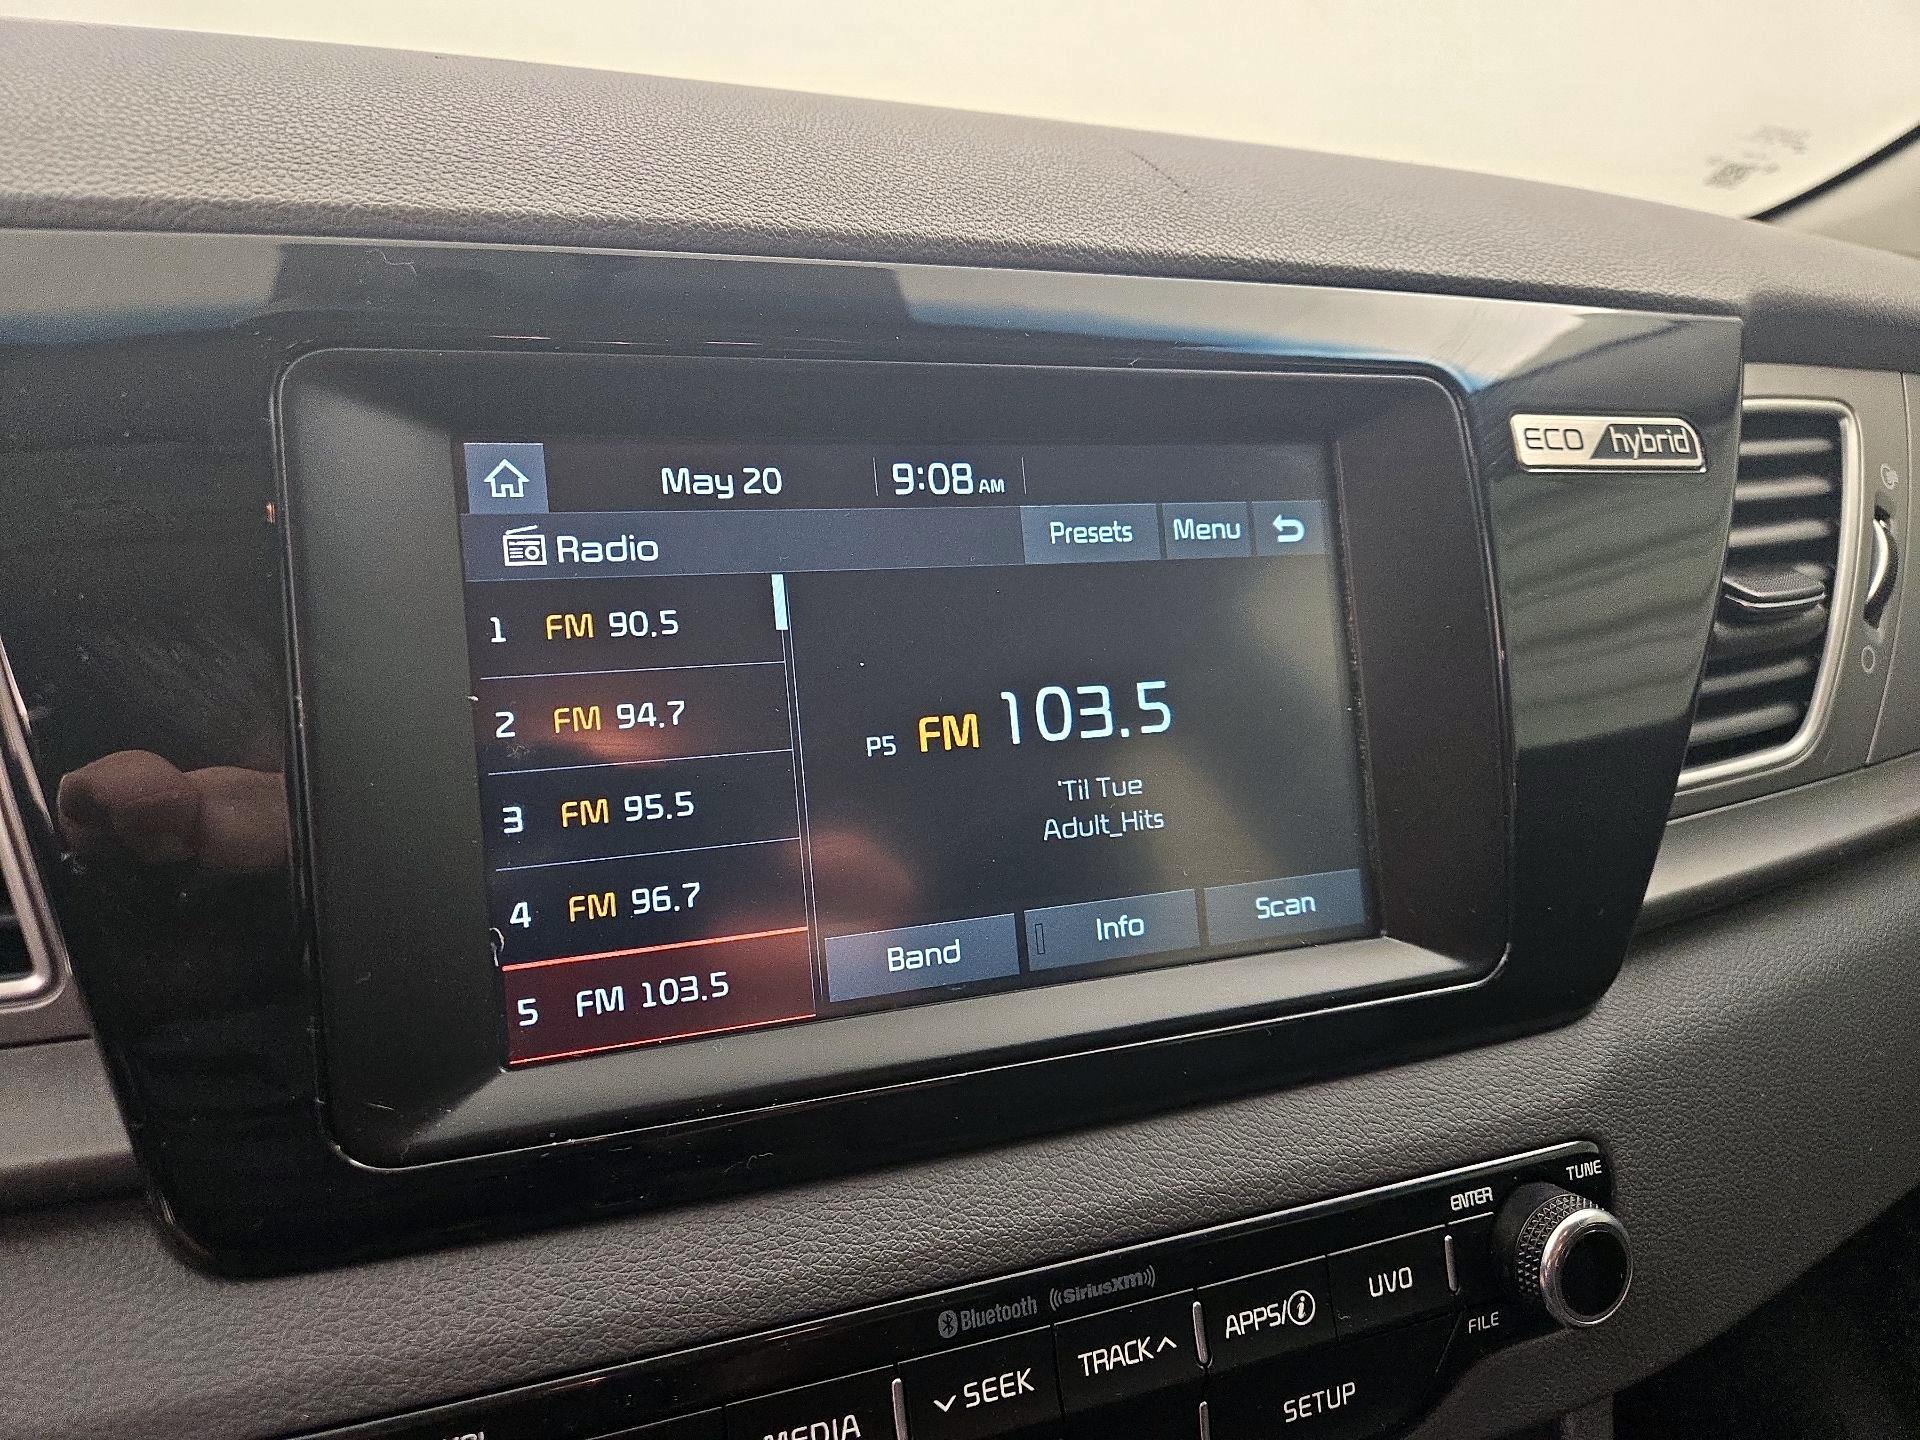 ECO hybrid
May 20 9:08 AM
Radio Presets Menu
1 FM 90.5
2 FM 94.7
3 FM 95.5
4 FM 96.7
5 FM 103.5
P5 FM 103.5
'Til Tue
Adult_Hits
Band Info Scan
TUNE
ENTER
Bluetooth SiriusXM
MEDIA SEEK TRACK APPS/i UVO
FILE
SETUP